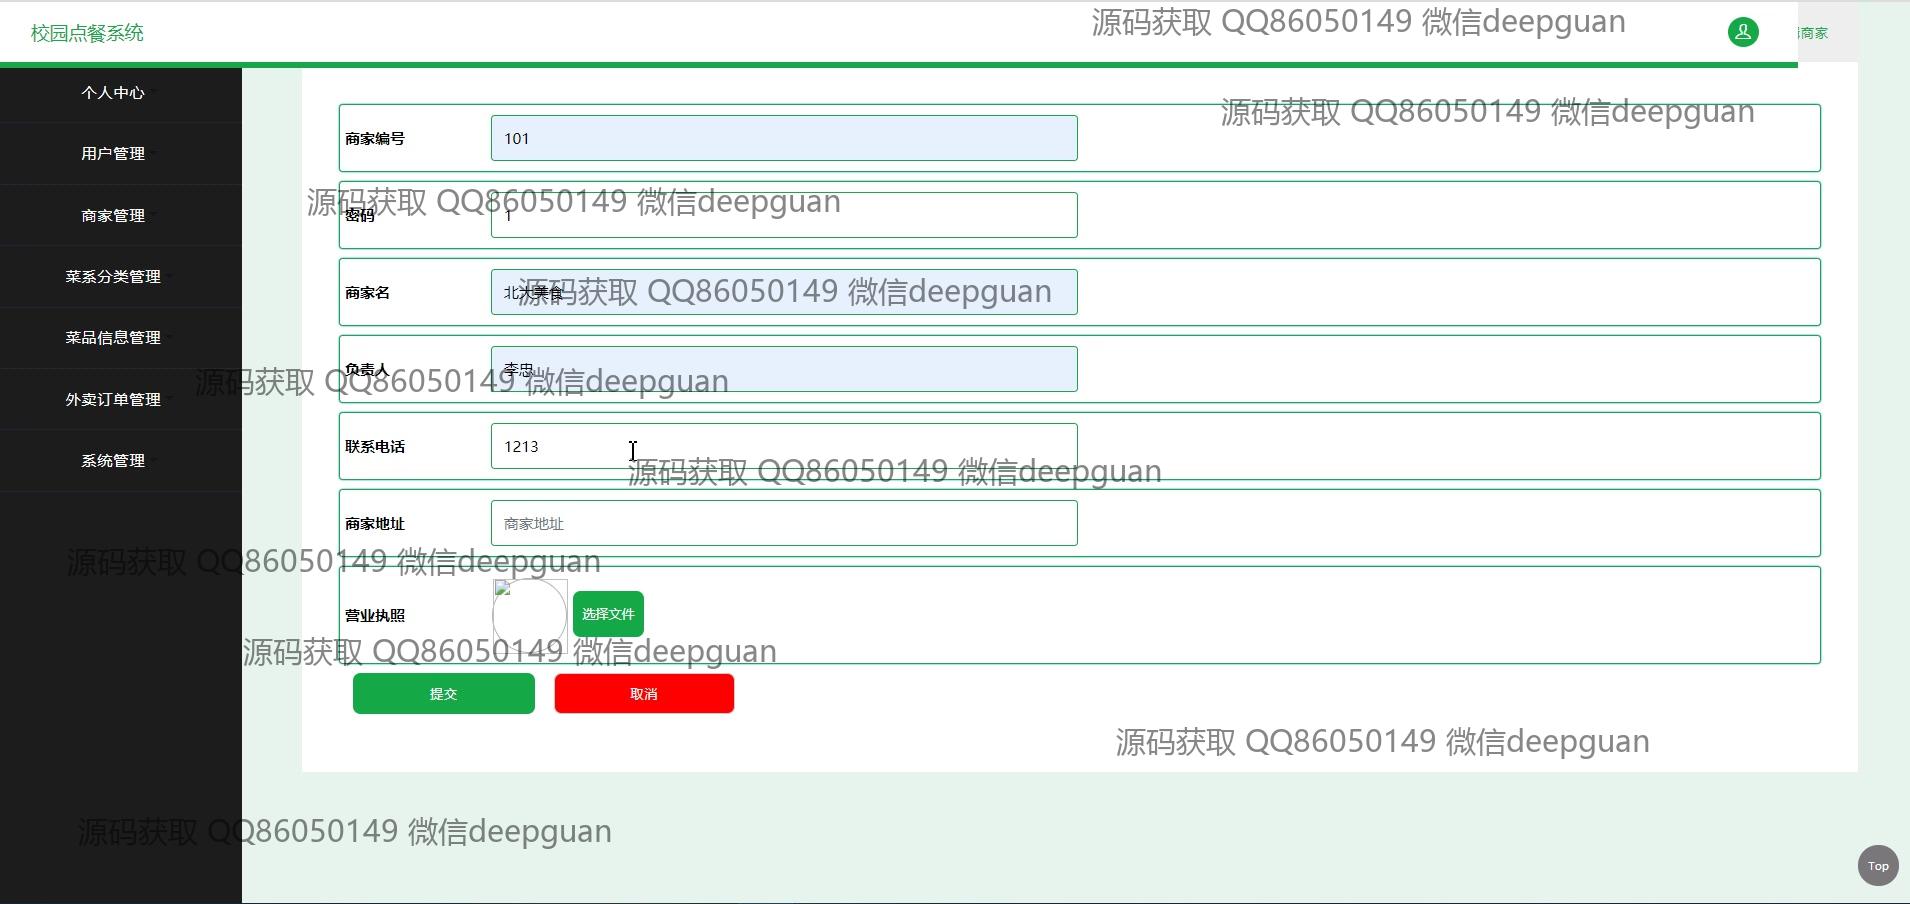 校园点餐系统
源码获取 QQ86050149 微信deepguan
商家
个人中心
用户管理
商家管理
菜系分类管理
菜品信息管理
外卖订单管理
系统管理
源码获取 QQ86050149 微信deepguan
商家编号 101
源码获取 QQ86050149 微信deepguan
密码 1
商家名 北大美食
源码获取 QQ86050149 微信deepguan
负责人 李忠
源码获取 QQ86050149 微信deepguan
联系电话 1213
源码获取 QQ86050149 微信deepguan
商家地址 商家地址
源码获取 QQ86050149 微信deepguan
营业执照 选择文件
源码获取 QQ86050149 微信deepguan
提交 取消
源码获取 QQ86050149 微信deepguan
源码获取 QQ86050149 微信deepguan
Top